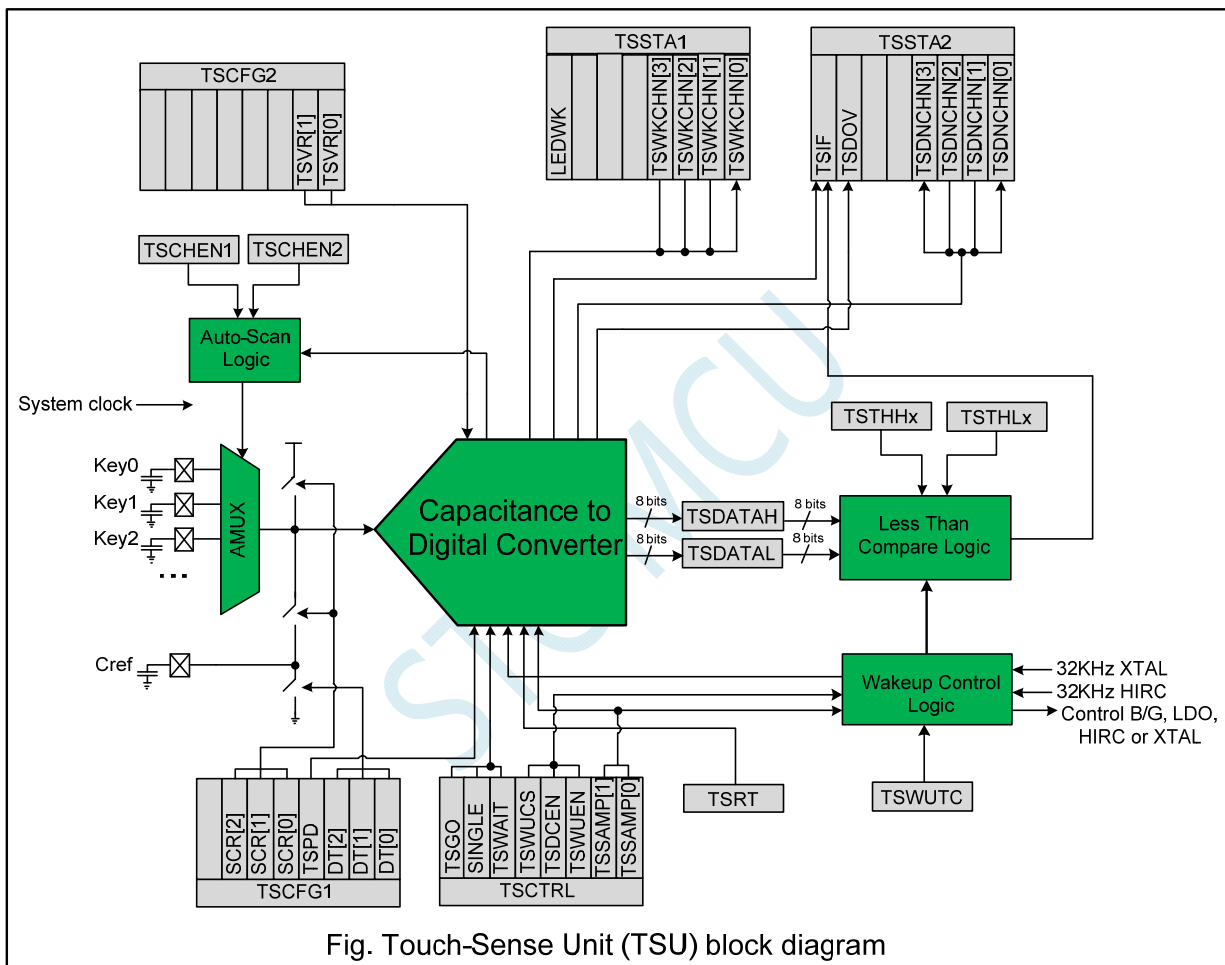 TSCFG2
TSVR[1]
TSVR[0]
TSSTA1
LEDWK
TSWKCHN[3]
TSWKCHN[2]
TSWKCHN[1]
TSWKCHN[0]
TSSTA2
TSIF
TSDOV
TSDNCHN[3]
TSDNCHN[2]
TSDNCHN[1]
TSDNCHN[0]
TSCHEN1
TSCHEN2
Auto-Scan
Logic
System clock
Key0
Key1
Key2
...
AMUX
Cref
Capacitance to
Digital Converter
8 bits
TSDATAH
8 bits
8 bits
TSDATAL
8 bits
TSTHHx
TSTHLx
Less Than
Compare Logic
Wakeup Control
Logic
32KHz XTAL
32KHz HIRC
Control B/G, LDO,
HIRC or XTAL
TSWUTC
TSRT
SCR[2]
SCR[1]
SCR[0]
TSPD
DT[2]
DT[1]
DT[0]
TSCFG1
TSGO
SINGLE
TSWAIT
TSWUCS
TSDCEN
TSWUEN
TSSAMP[1]
TSSAMP[0]
TSCTRL
STCMCU
Fig. Touch-Sense Unit (TSU) block diagram